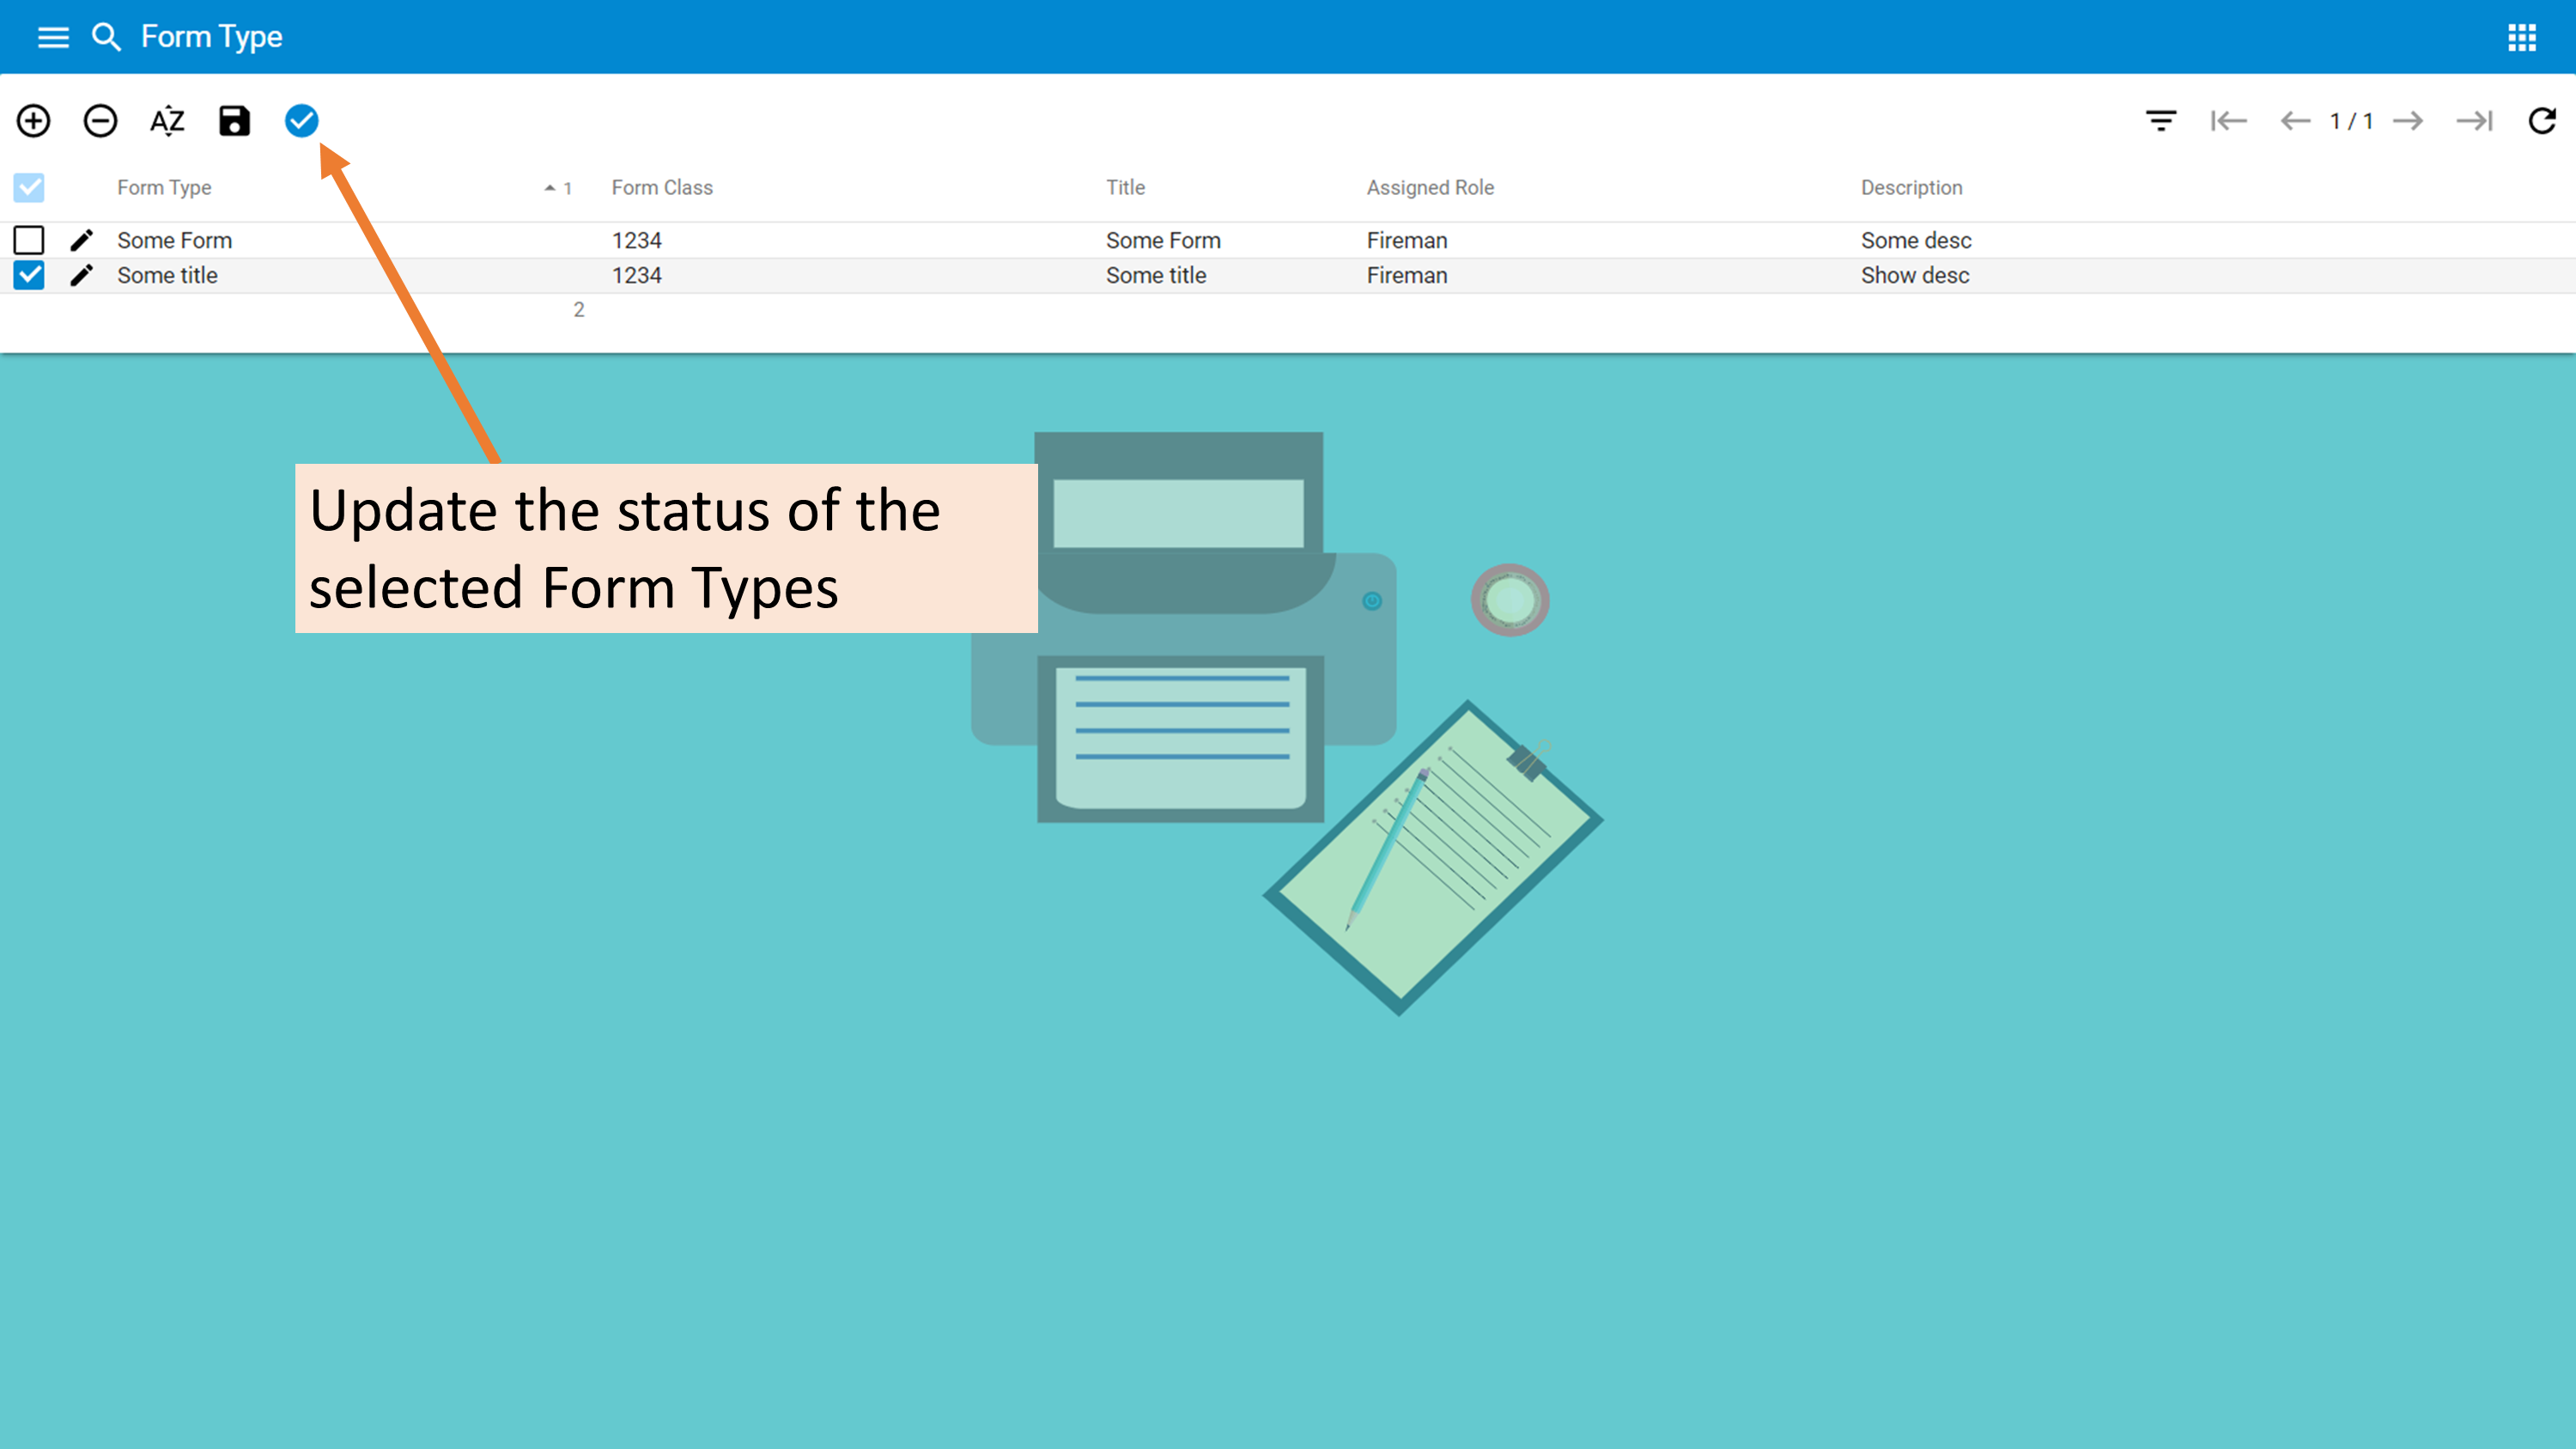 Form Type
AZ
1 / 1
Form Type 1 Form Class Title Assigned Role Description
Some Form 1234 Some Form Fireman Some desc
Some title 1234 Some title Fireman Show desc
2
Update the status of the
selected Form Types